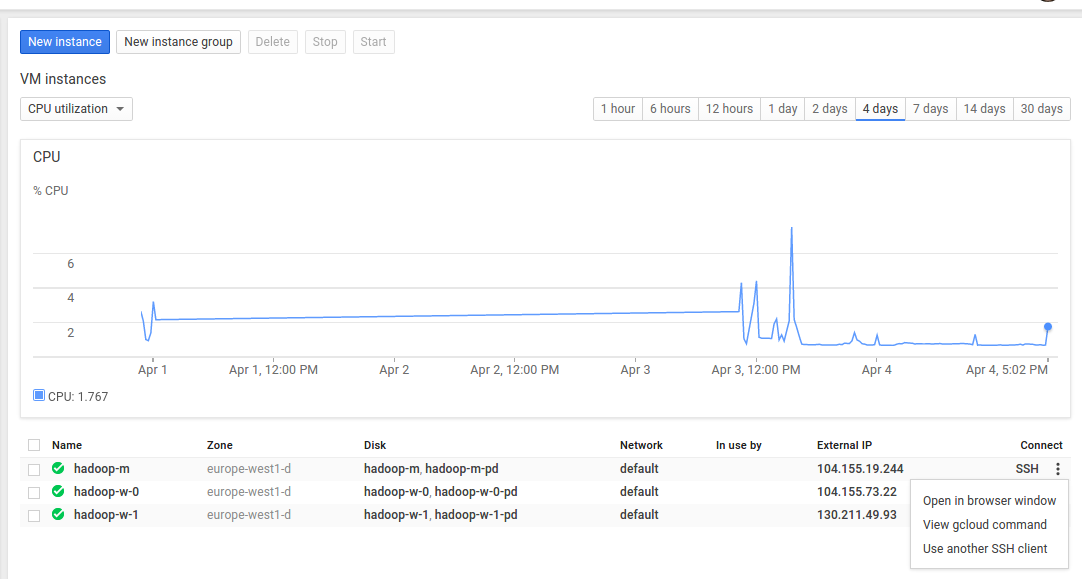 New instance New instance group Delete Stop Start
VM instances
CPU utilization 1 hour 6 hours 12 hours 1 day 2 days 4 days 7 days 14 days 30 days
CPU
% CPU
6
4
2
Apr 1 Apr 1, 12:00 PM Apr 2 Apr 2, 12:00 PM Apr 3 Apr 3, 12:00 PM Apr 4 Apr 4, 5:02 PM
CPU: 1.767
Name Zone Disk Network In use by External IP Connect
hadoop-m europe-west1-d hadoop-m, hadoop-m-pd default 104.155.19.244 SSH
hadoop-w-0 europe-west1-d hadoop-w-0, hadoop-w-0-pd default 104.155.73.22
hadoop-w-1 europe-west1-d hadoop-w-1, hadoop-w-1-pd default 130.211.49.93
Open in browser window
View gcloud command
Use another SSH client